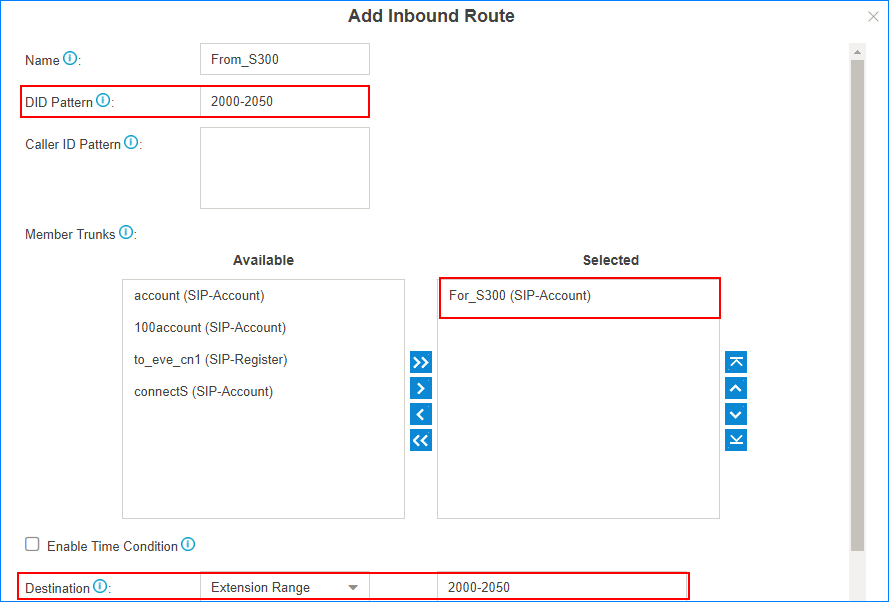 Add Inbound Route
Name : From_S300
DID Pattern : 2000-2050
Caller ID Pattern :
Member Trunks :
Available
Selected
account (SIP-Account)
100account (SIP-Account)
to_eve_cn1 (SIP-Register)
connectS (SIP-Account)
For_S300 (SIP-Account)
Enable Time Condition
Destination : Extension Range 2000-2050